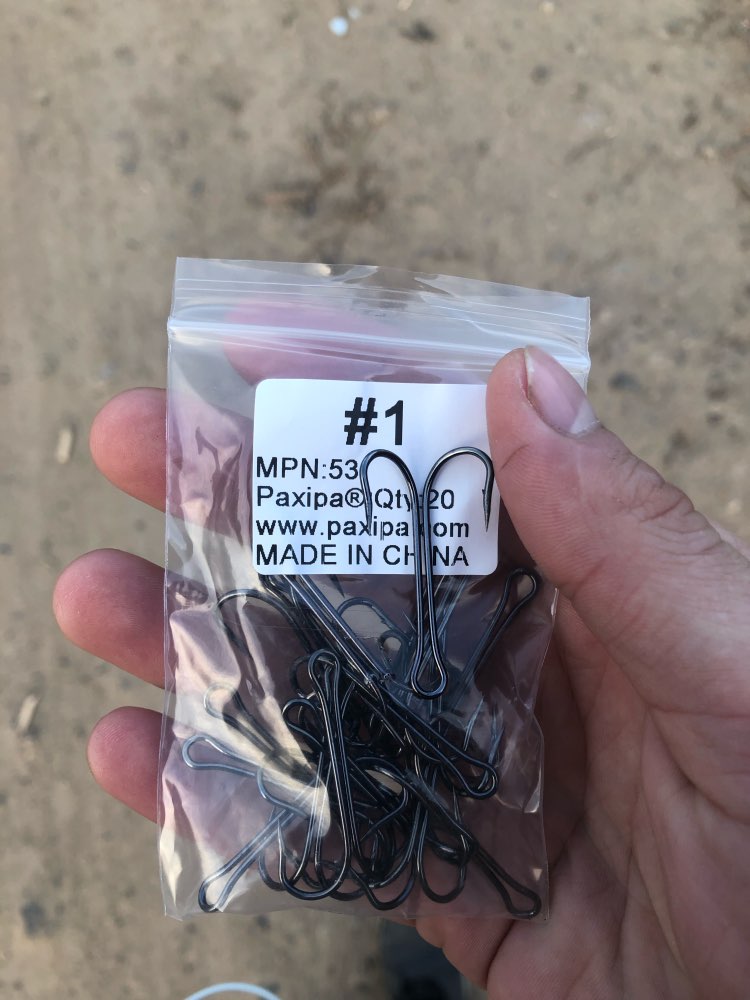 #1
MPN:53
Paxipa® Qty:20
www.paxipa.com
MADE IN CHINA